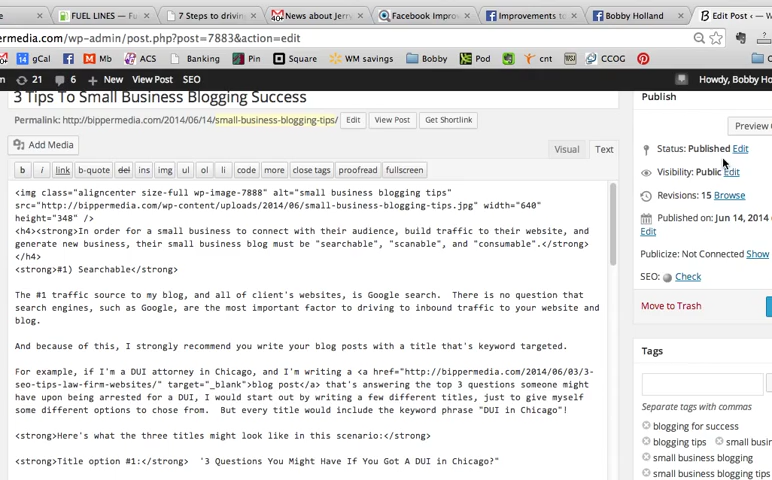 FUEL LINES —
7 Steps to drivin
News about Jerry
Facebook Improv
Improvements to
Bobby Holland
Edit Post ‹
permedia.com/wp-admin/post.php?post=7883&action=edit
gCal
Mb
ACS
Banking
Pin
Square
WM savings
Bobby
Pod
cnt
CCOG
21
6
+ New
View Post
SEO
Howdy, Bobby Ho
3 Tips To Small Business Blogging Success
Permalink: http://bippermedia.com/2014/06/14/small-business-blogging-tips/ Edit View Post Get Shortlink
Add Media
Visual Text
b i link b-quote del ins img ul ol li code more close tags proofread fullscreen
<img class="aligncenter size-full wp-image-7888" alt="small business blogging tips"
src="http://bippermedia.com/wp-content/uploads/2014/06/small-business-blogging-tips.jpg" width="640"
height="348" />
<h4><strong>In order for a small business to connect with their audience, build traffic to their website, and
generate new business, their small business blog must be "searchable", "scanable", and "consumable".</strong>
</h4>
<strong>#1) Searchable</strong>
The #1 traffic source to my blog, and all of client's websites, is Google search.  There is no question that
search engines, such as Google, are the most important factor to driving to inbound traffic to your website and
blog.
And because of this, I strongly recommend you write your blog posts with a title that's keyword targeted.
For example, if I'm a DUI attorney in Chicago, and I'm writing a <a href="http://bippermedia.com/2014/06/03/3-
seo-tips-law-firm-websites/" target="_blank">blog post</a> that's answering the top 3 questions someone might
have upon being arrested for a DUI, I would start out by writing a few different titles, just to give myself
some different options to chose from.  But every title would include the keyword phrase "DUI in Chicago"!
<strong>Here's what the three titles might look like in this scenario:</strong>
<strong>Title option #1:</strong>  '3 Questions You Might Have If You Got A DUI in Chicago?"
Publish
Preview C
Status: Published Edit
Visibility: Public Edit
Revisions: 15 Browse
Published on: Jun 14, 2014
Edit
Publicize: Not Connected Show
SEO: Check
Move to Trash
Tags
Separate tags with commas
blogging for success
blogging tips
small busin
small business blogging
small business blogging tips